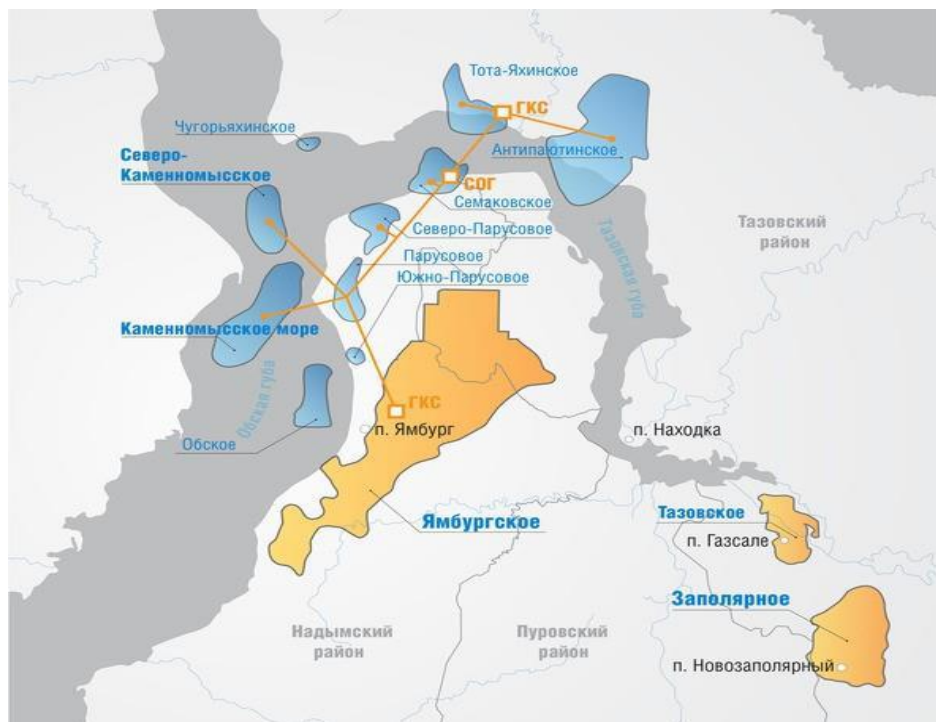 Тота-Яхинское
ГКС
Чугорьяхинское
Антипаютинское
Северо-
Каменномысское
СОГ
Семаковское
Северо-Парусовое
Тазовский
район
Парусовое
Южно-Парусовое
Тазовская губа
Каменномысское море
Обская губа
ГКС
п. Ямбург
п. Находка
Обское
Ямбургское
Тазовское
п. Газсале
Заполярное
Надымский
район
Пуровский
район
п. Новозаполярный